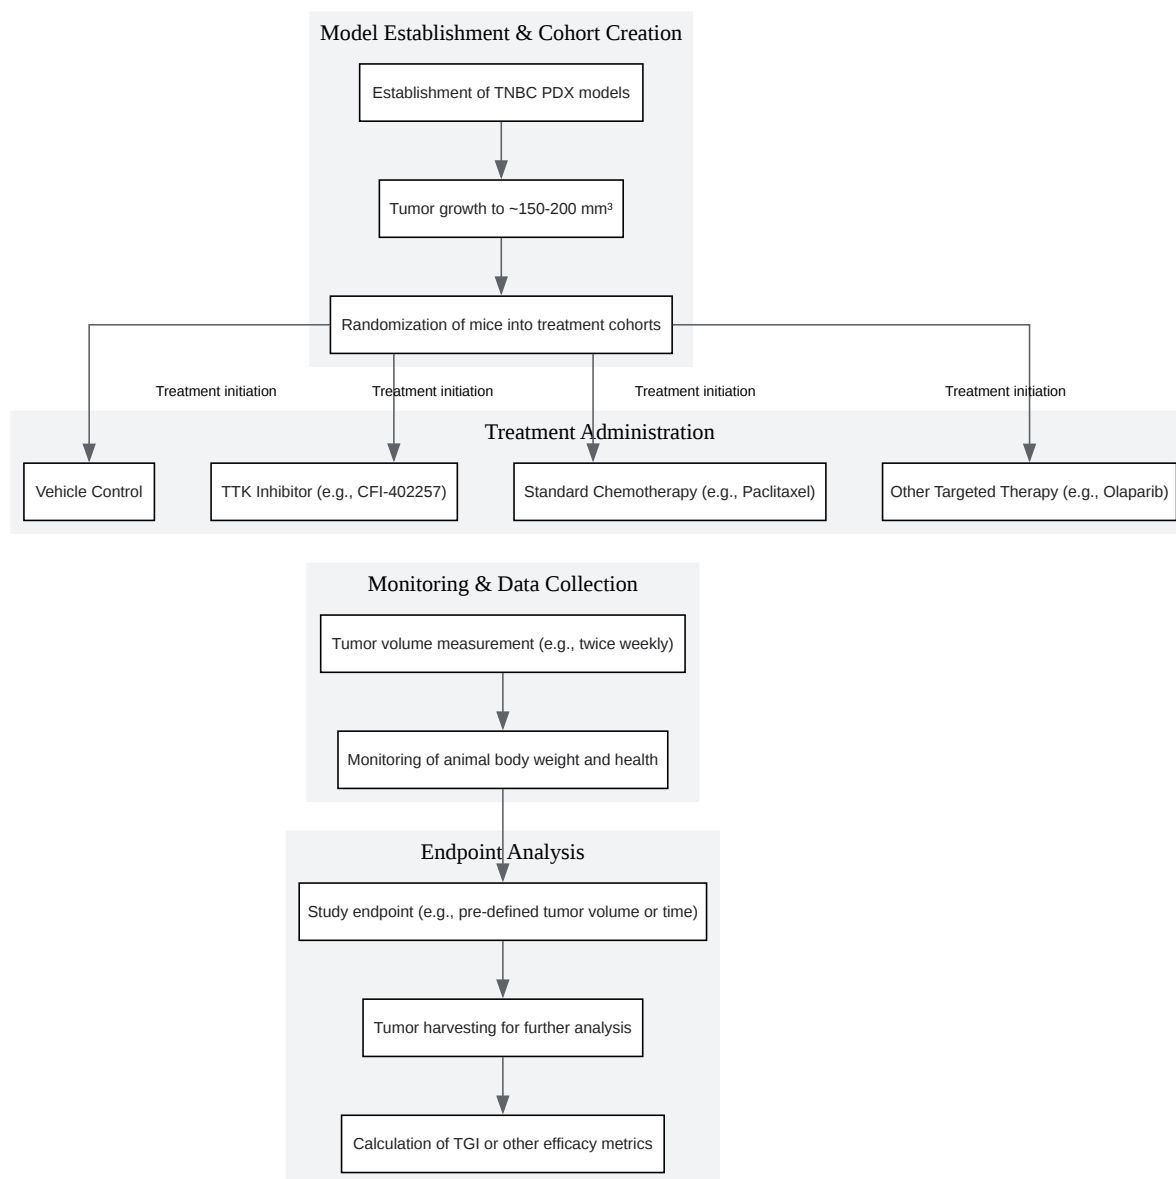 Model Establishment & Cohort Creation
Establishment of TNBC PDX models
Tumor growth to ~150-200 mm³
Randomization of mice into treatment cohorts
Treatment initiation
Treatment initiation
Treatment initiation
Treatment initiation
Treatment Administration
Vehicle Control
TTK Inhibitor (e.g., CFI-402257)
Standard Chemotherapy (e.g., Paclitaxel)
Other Targeted Therapy (e.g., Olaparib)
Monitoring & Data Collection
Tumor volume measurement (e.g., twice weekly)
Monitoring of animal body weight and health
Endpoint Analysis
Study endpoint (e.g., pre-defined tumor volume or time)
Tumor harvesting for further analysis
Calculation of TGI or other efficacy metrics